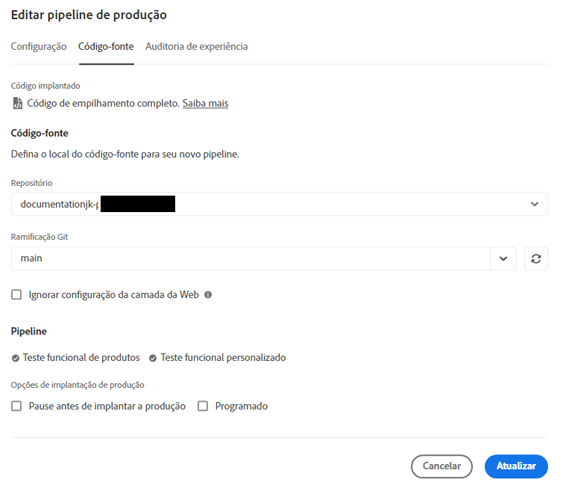 Editar pipeline de produção
Configuração Código-fonte Auditoria de experiência
Código implantado
Código de empilhamento completo. Saiba mais
Código-fonte
Defina o local do código-fonte para seu novo pipeline.
Repositório
documentationjk-p
Ramificação Git
main
Ignorar configuração da camada da Web
Pipeline
Teste funcional de produtos Teste funcional personalizado
Opções de implantação de produção
Pause antes de implantar a produção Programado
Cancelar Atualizar